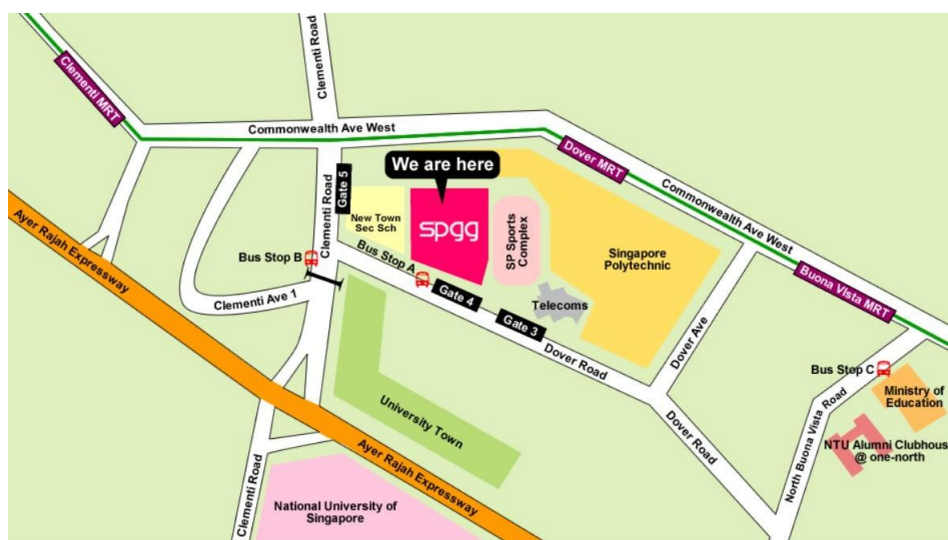 Clementi Road
Clementi MRT
Commonwealth Ave West
We are here
Dover MRT
Gate 5
Commonwealth Ave West
New Town
Sec Sch
spgg
SP Sports
Complex
Singapore
Polytechnic
Clementi Road
Ayer Rajah Expressway
Bus Stop B
Bus Stop A
Buona Vista MRT
Clementi Ave 1
Gate 4
Telecoms
Gate 3
Dover Road
Dover Ave
Bus Stop C
Ministry of
Education
University Town
Dover Road
North Buona Vista Road
NTU Alumni Clubhous
@ one-north
Ayer Rajah Expressway
Clementi Road
National University of
Singapore